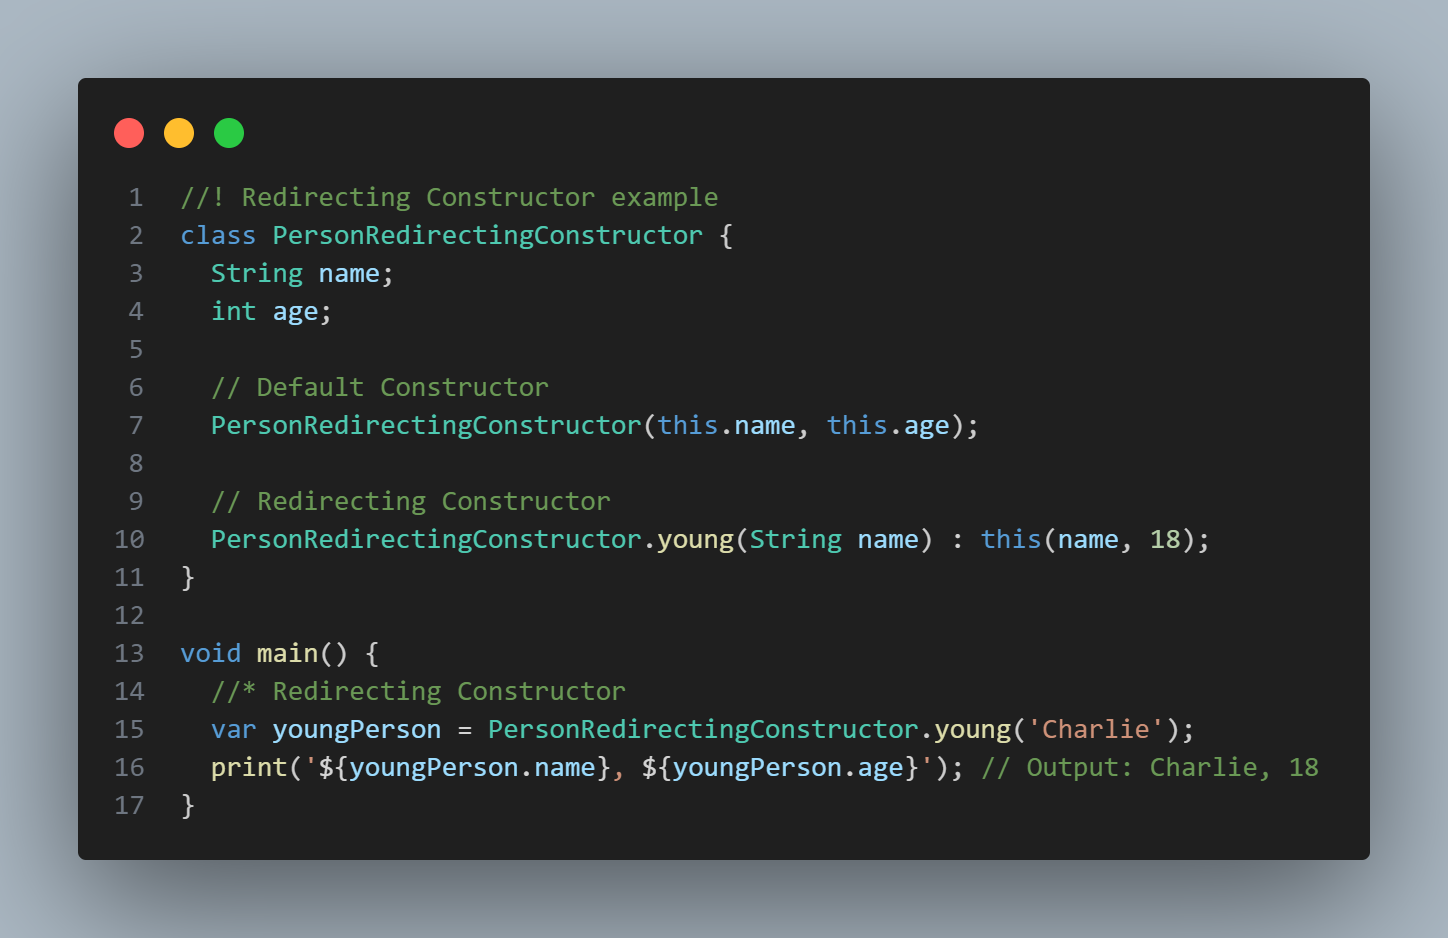 1 //! Redirecting Constructor example
2 class PersonRedirectingConstructor {
3   String name;
4   int age;
5
6   // Default Constructor
7   PersonRedirectingConstructor(this.name, this.age);
8
9   // Redirecting Constructor
10   PersonRedirectingConstructor.young(String name) : this(name, 18);
11 }
12
13 void main() {
14   //* Redirecting Constructor
15   var youngPerson = PersonRedirectingConstructor.young('Charlie');
16   print('${youngPerson.name}, ${youngPerson.age}'); // Output: Charlie, 18
17 }